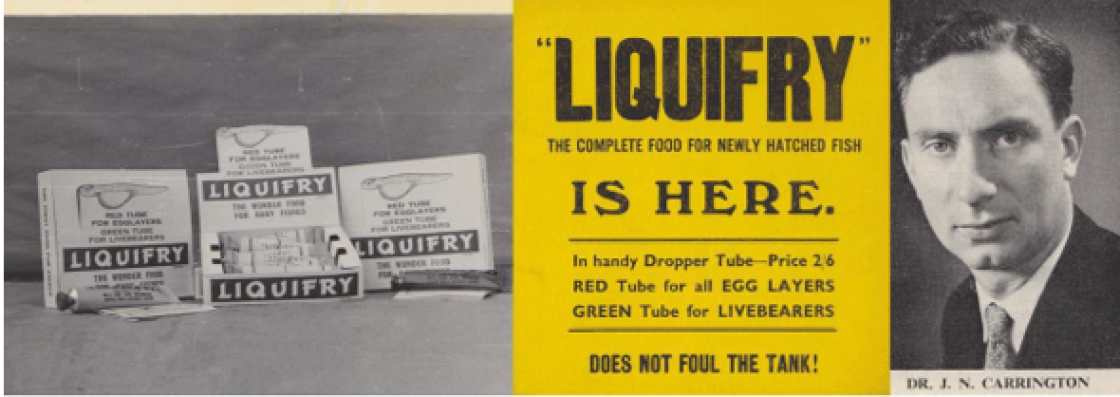 RED TUBE
FOR EGGLAYERS
GREEN TUBE
FOR LIVEBEARERS
LIQUIFRY
THE WONDER FOOD
FOR BABY FISHES
LIQUIFRY
RED TUBE
FOR EGGLAYERS
GREEN TUBE
FOR LIVEBEARERS
LIQUIFRY
THE WONDER FOOD
RED TUBE
FOR EGGLAYERS
GREEN TUBE
FOR LIVEBEARERS
LIQUIFRY
THE WONDER FOOD
"LIQUIFRY"
THE COMPLETE FOOD FOR NEWLY HATCHED FISH
IS HERE.
In handy Dropper Tube—Price 2/6
RED Tube for all EGG LAYERS
GREEN Tube for LIVEBEARERS
DOES NOT FOUL THE TANK!
DR. J. N. CARRINGTON